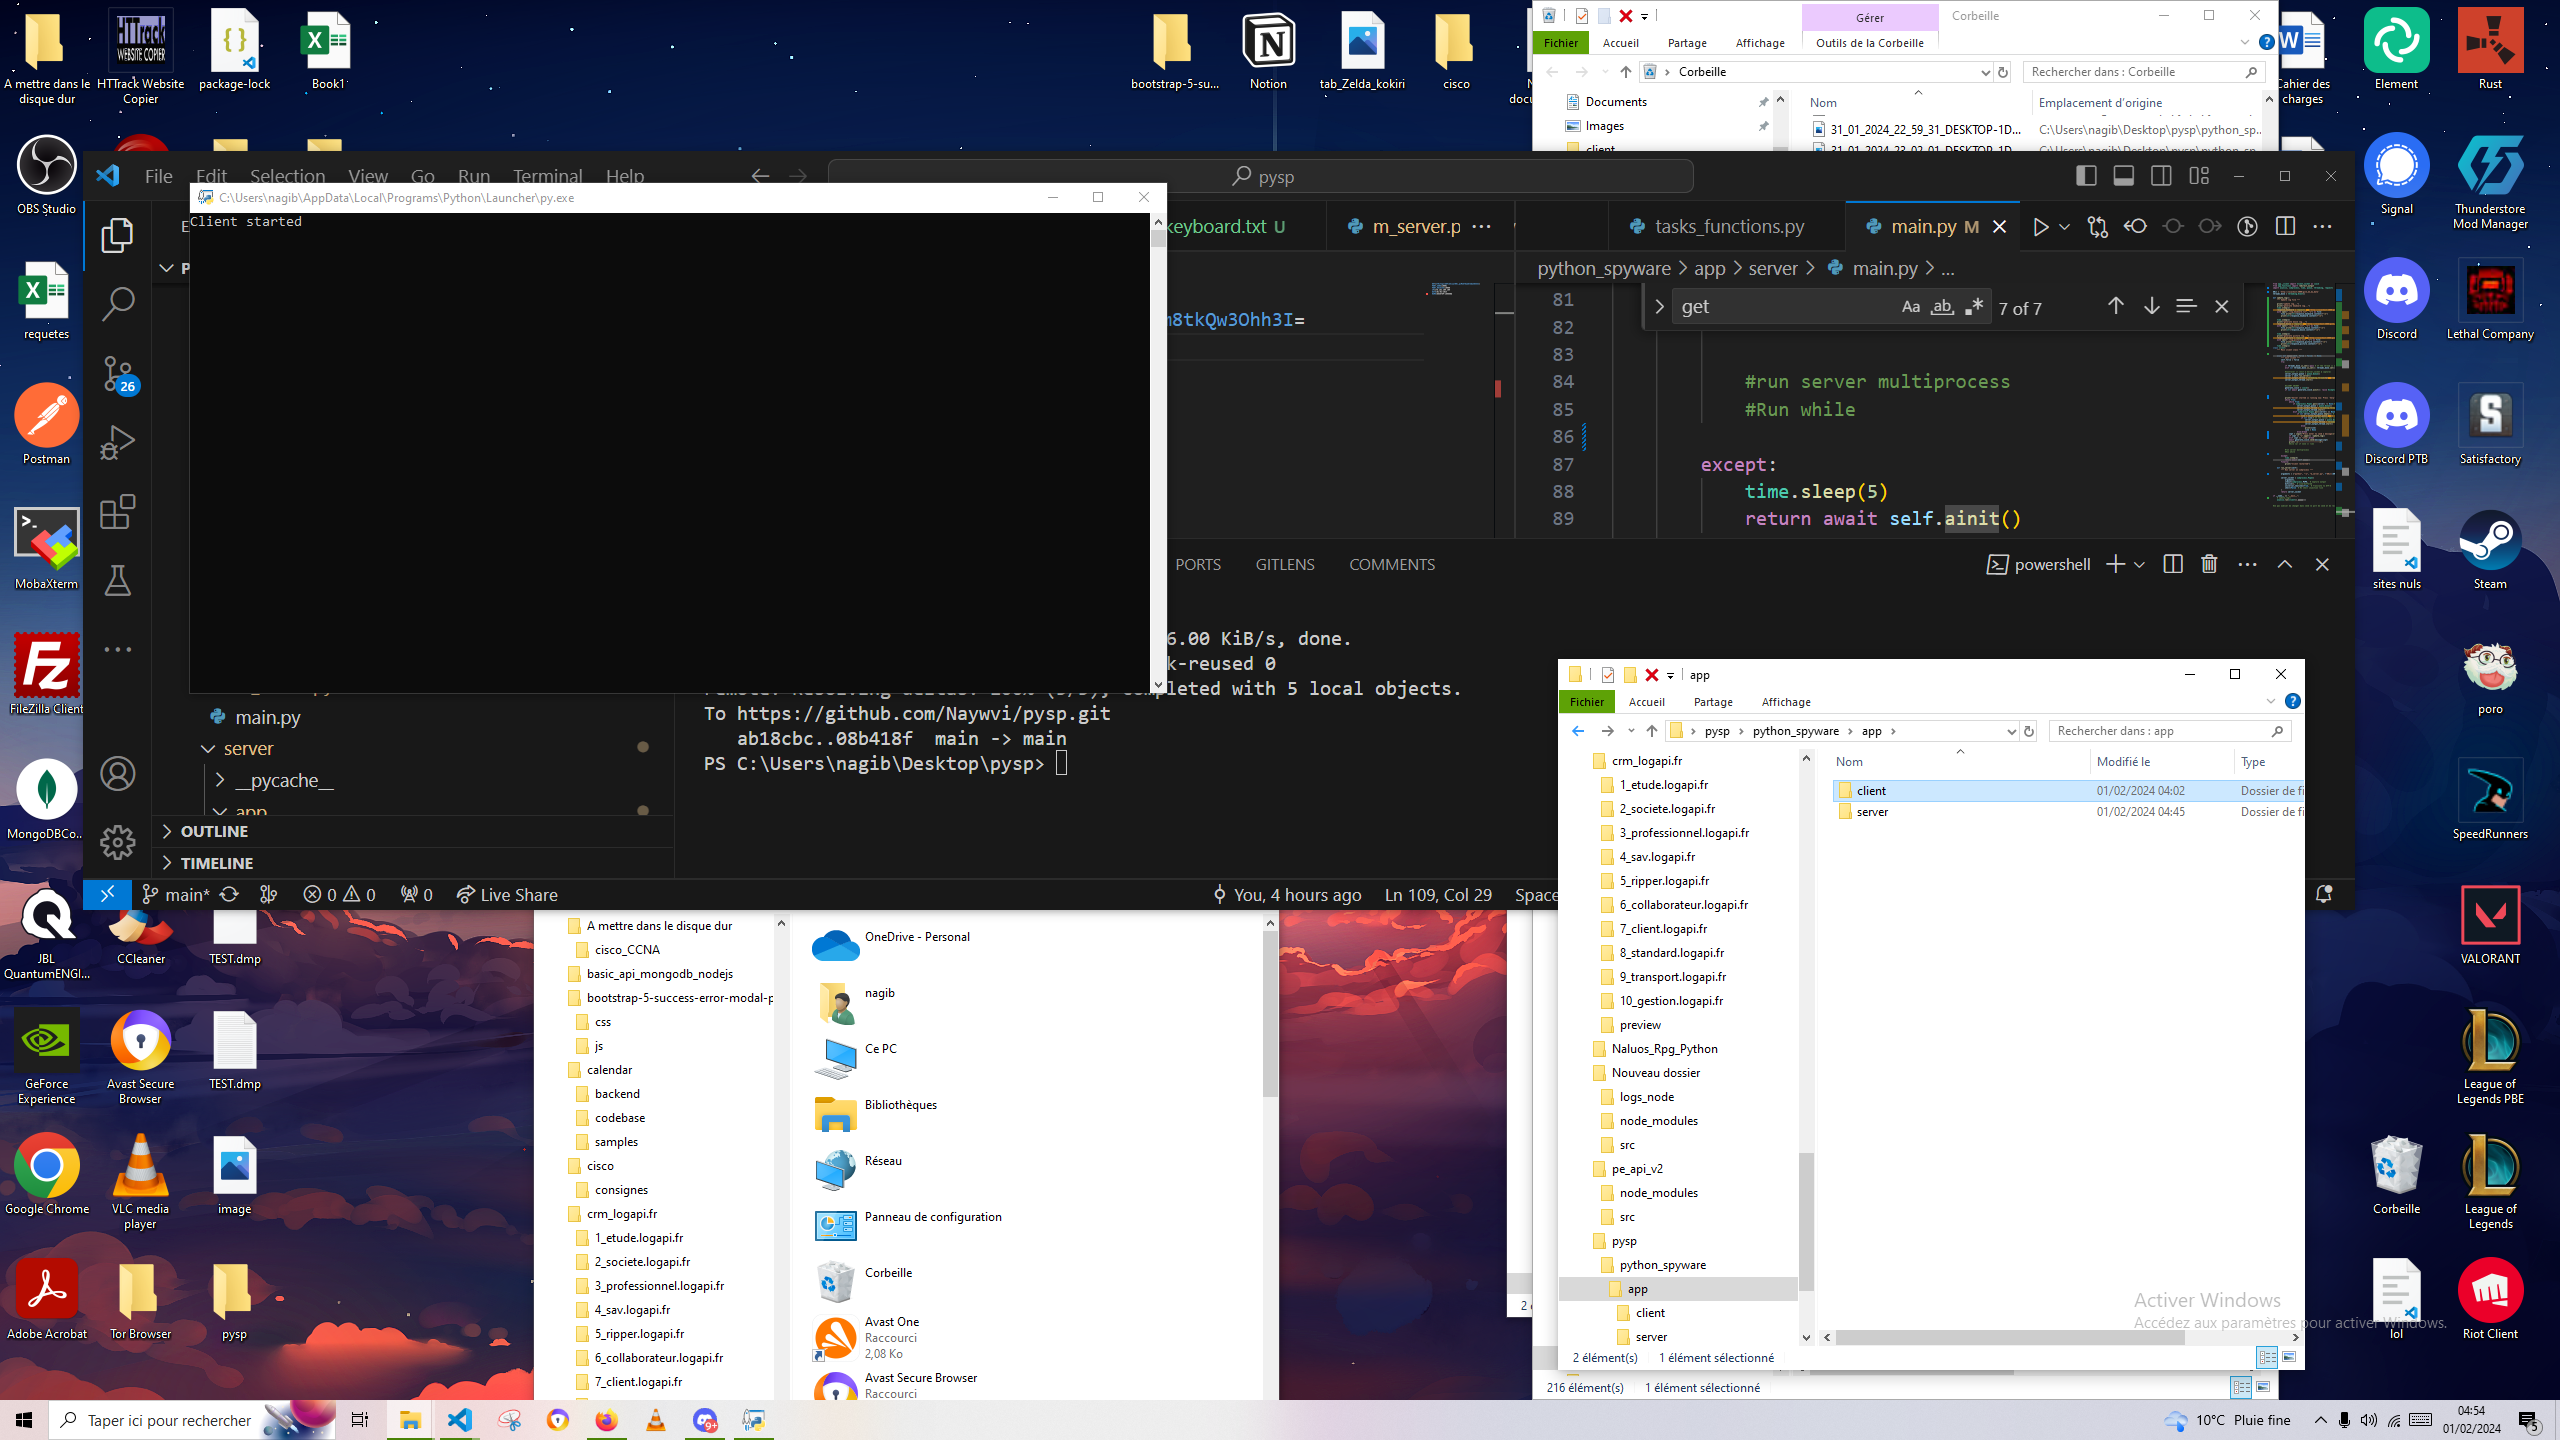 A mettre dans le disque dur
HTTrack Website Copier
package-lock
Book1
bootstrap-5-su...
Notion
tab_Zelda_kokiri
cisco
Cahier des charges
Element
Rust
Gérer
Corbeille
Fichier
Accueil
Partage
Affichage
Outils de la Corbeille
Corbeille
Rechercher dans : Corbeille
Documents
Images
client
Nom
Emplacement d'origine
31_01_2024_22_59_31_DESKTOP-1D...
C:\Users\nagib\Desktop\pysp\python_sp...
31_01_2024_23_02_01_DESKTOP-1D
C:\Users\nagib\Desktop\pysp\python_sp
OBS Studio
requetes
Postman
MobaXterm
FileZilla Client
MongoDBCo...
JBL QuantumENGI...
CCleaner
TEST.dmp
GeForce Experience
Avast Secure Browser
TEST.dmp
Google Chrome
VLC media player
image
Adobe Acrobat
Tor Browser
pysp
Signal
Thunderstore Mod Manager
Discord
Lethal Company
Discord PTB
Satisfactory
sites nuls
Steam
poro
SpeedRunners
VALORANT
League of Legends PBE
Corbeille
League of Legends
lol
Riot Client
File Edit Selection View Go Run Terminal Help
pysp
C:\Users\nagib\AppData\Local\Programs\Python\Launcher\py.exe
Client started
keyboard.txt U
m_server.p
tasks_functions.py
main.py M
python_spyware > app > server > main.py > ...
get
Aa
ab
7 of 7
8tkQw3Ohh3I=
81
82
83
84 #run server multiprocess
85 #Run while
86
87 except:
88 time.sleep(5)
89 return await self.ainit()
26
PORTS
GITLENS
COMMENTS
powershell
6.00 KiB/s, done.
k-reused 0
completed with 5 local objects.
To https://github.com/Naywvi/pysp.git
ab18cbc..08b418f main -> main
PS C:\Users\nagib\Desktop\pysp>
main.py
server
__pycache__
app
OUTLINE
TIMELINE
main*
0
0
0
Live Share
You, 4 hours ago
Ln 109, Col 29
Space
app
Fichier
Accueil
Partage
Affichage
pysp > python_spyware > app >
Rechercher dans : app
Nom
Modifié le
Type
client
01/02/2024 04:02
Dossier de fi
server
01/02/2024 04:45
Dossier de fi
crm_logapi.fr
1_etude.logapi.fr
2_societe.logapi.fr
3_professionnel.logapi.fr
4_sav.logapi.fr
5_ripper.logapi.fr
6_collaborateur.logapi.fr
7_client.logapi.fr
8_standard.logapi.fr
9_transport.logapi.fr
10_gestion.logapi.fr
preview
Naluos_Rpg_Python
Nouveau dossier
logs_node
node_modules
src
pe_api_v2
node_modules
src
pysp
python_spyware
app
client
server
2 élément(s)
1 élément sélectionné
216 élément(s)
1 élément sélectionné
Activer Windows
Accédez aux paramètres pour activer Windows.
A mettre dans le disque dur
cisco_CCNA
basic_api_mongodb_nodejs
bootstrap-5-success-error-modal-p
css
js
calendar
backend
codebase
samples
cisco
consignes
crm_logapi.fr
1_etude.logapi.fr
2_societe.logapi.fr
3_professionnel.logapi.fr
4_sav.logapi.fr
5_ripper.logapi.fr
6_collaborateur.logapi.fr
7_client.logapi.fr
OneDrive - Personal
nagib
Ce PC
Bibliothèques
Réseau
Panneau de configuration
Corbeille
Avast One
Raccourci
2,08 Ko
Avast Secure Browser
Raccourci
Taper ici pour rechercher
9+
10°C Pluie fine
04:54
01/02/2024
5